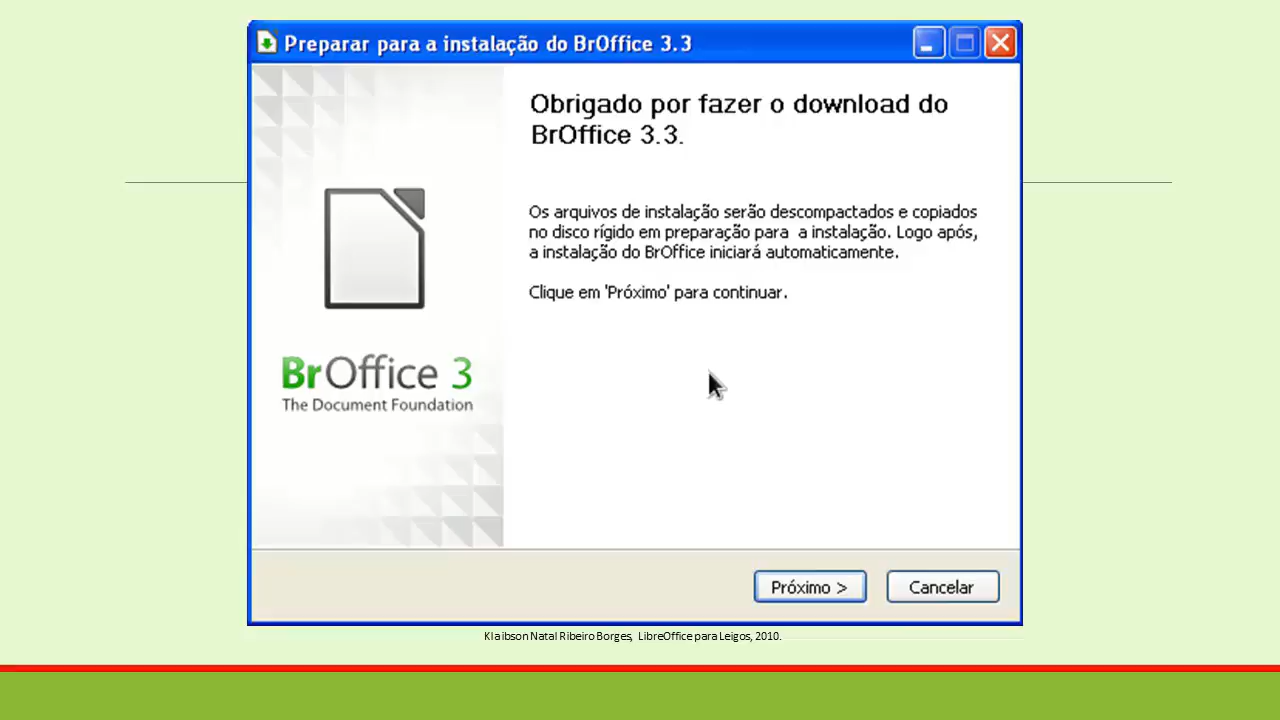 Preparar para a instalação do BrOffice 3.3
Obrigado por fazer o download do
BrOffice 3.3.
Os arquivos de instalação serão descompactados e copiados
no disco rígido em preparação para a instalação. Logo após,
a instalação do BrOffice iniciará automaticamente.
Clique em 'Próximo' para continuar.
BrOffice 3
The Document Foundation
Próximo >
Cancelar
Klaibson Natal Ribeiro Borges, LibreOffice para Leigos, 2010.